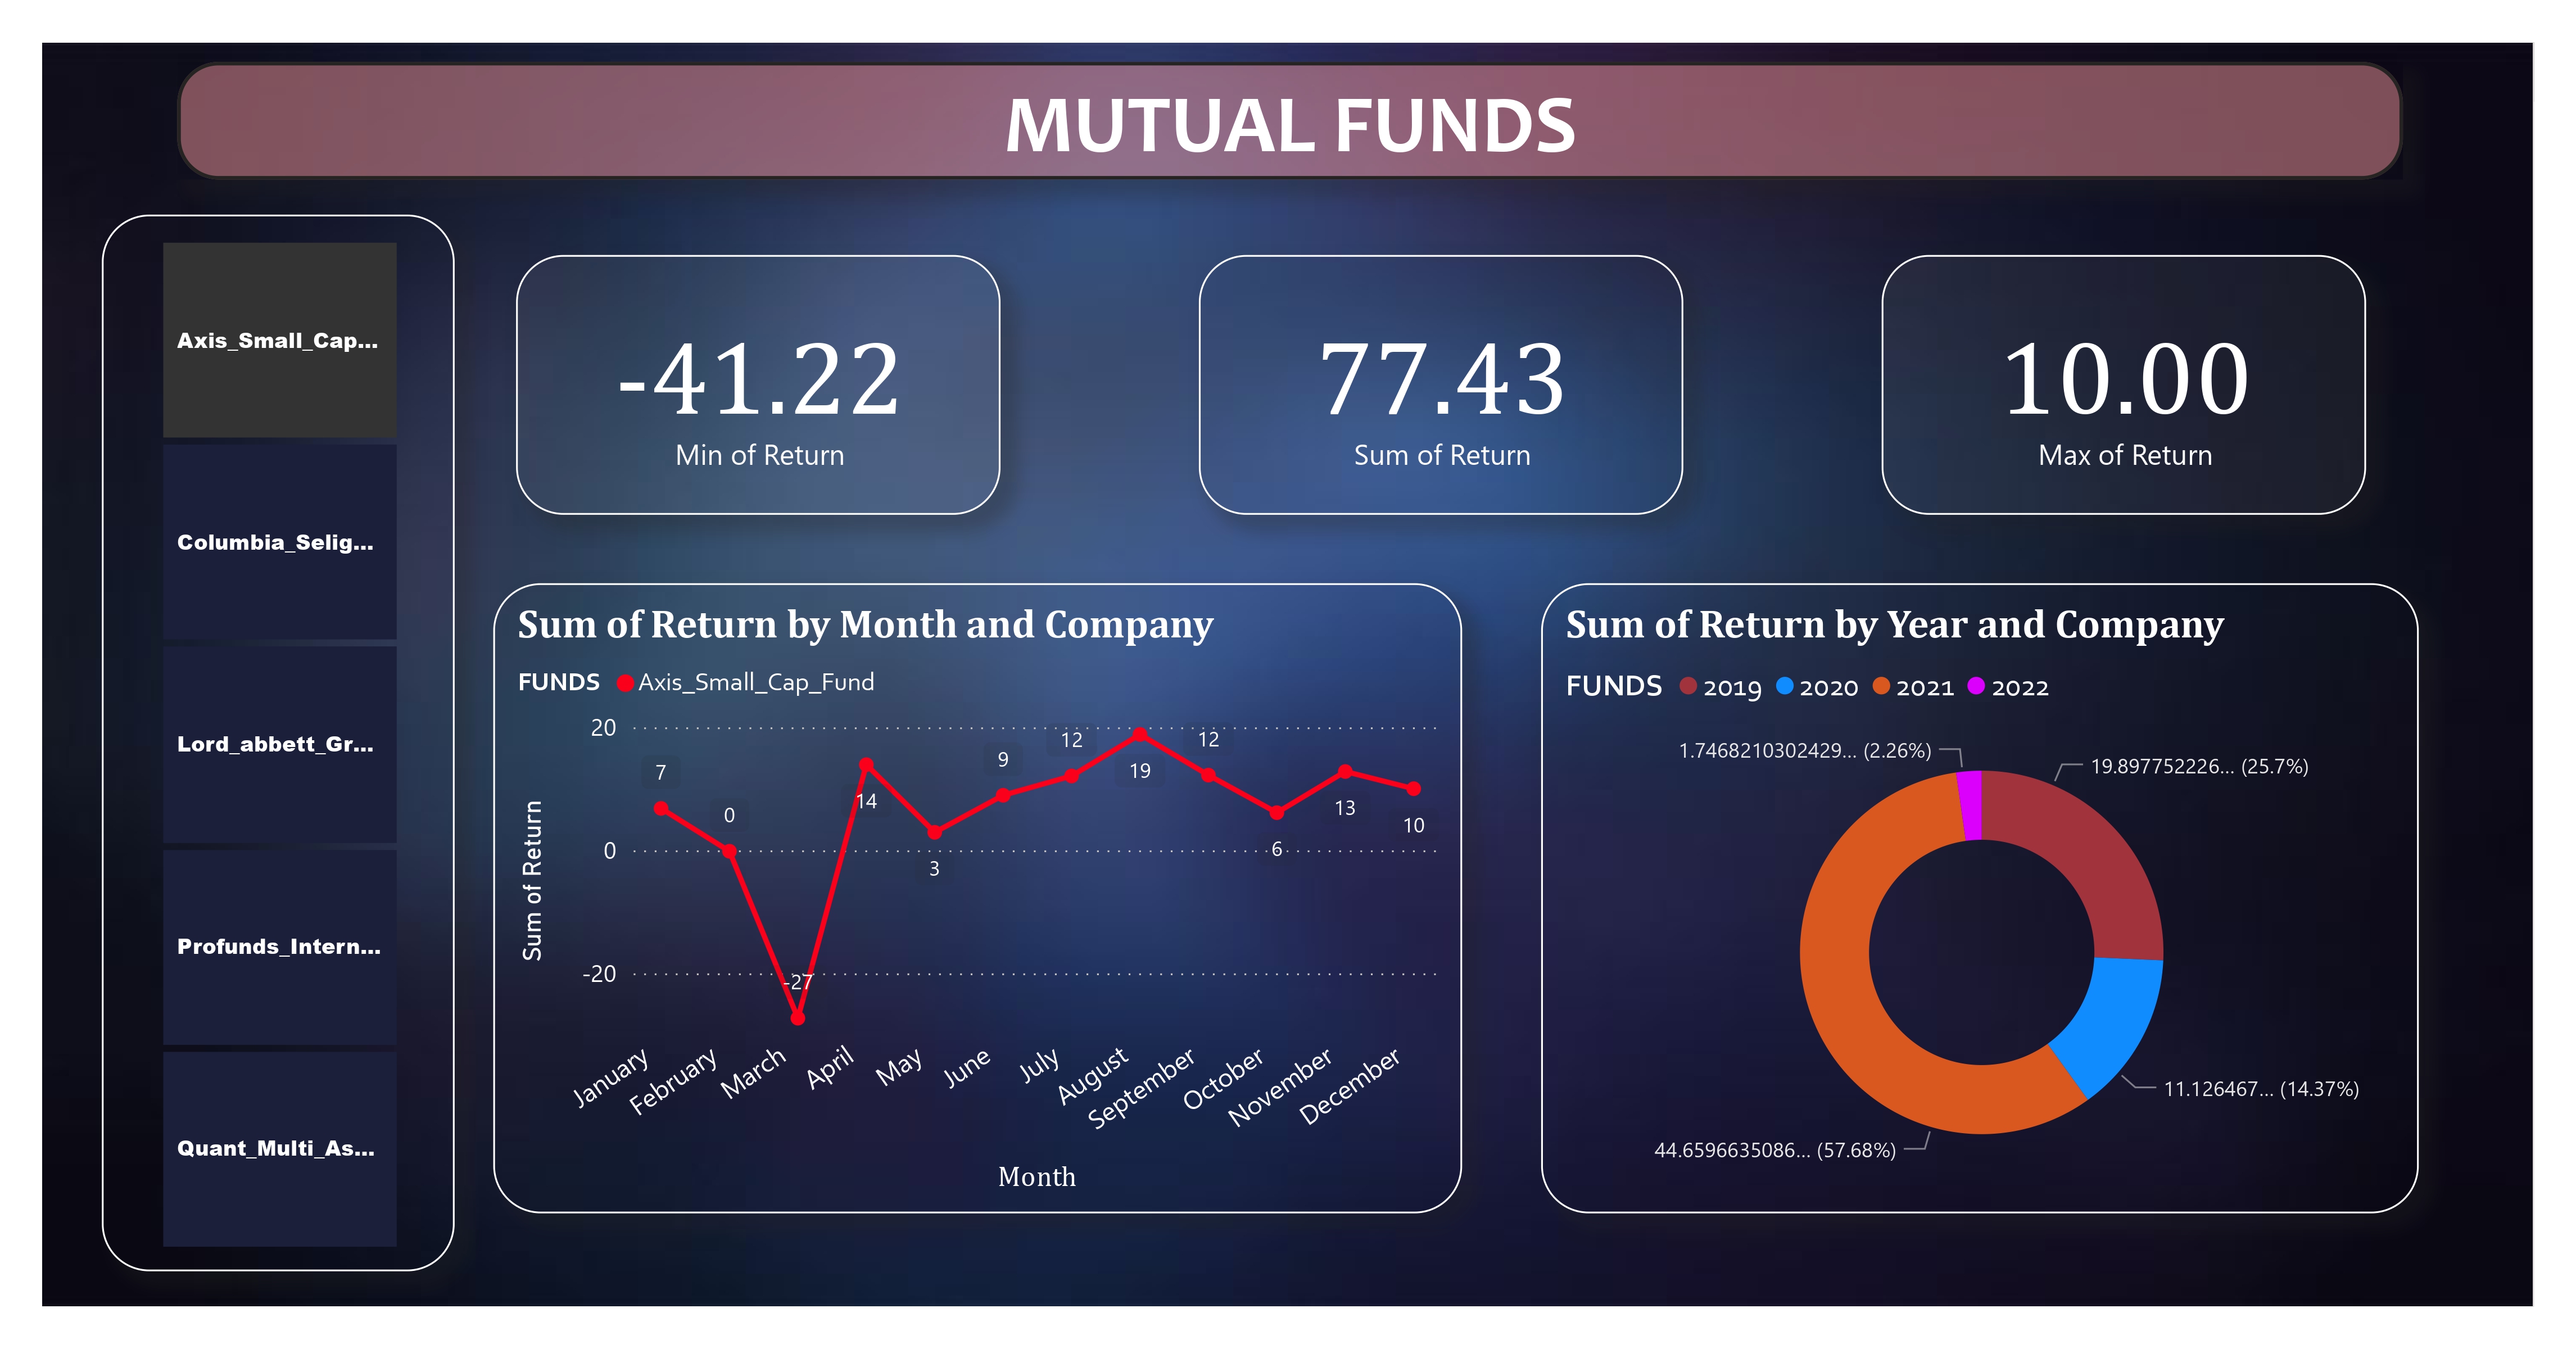 MUTUAL FUNDS
Axis_Small_Cap...
Columbia_Selig...
Lord_abbett_Gr...
Profunds_Intern...
Quant_Multi_As...
-41.22
Min of Return
77.43
Sum of Return
10.00
Max of Return
Sum of Return by Month and Company
FUNDS Axis_Small_Cap_Fund
Sum of Return
20
0
-20
7
0
-27
14
3
9
12
19
12
6
13
10
January
February
March
April
May
June
July
August
September
October
November
December
Month
Sum of Return by Year and Company
FUNDS 2019 2020 2021 2022
1.7468210302429... (2.26%)
19.897752226... (25.7%)
11.126467... (14.37%)
44.6596635086... (57.68%)